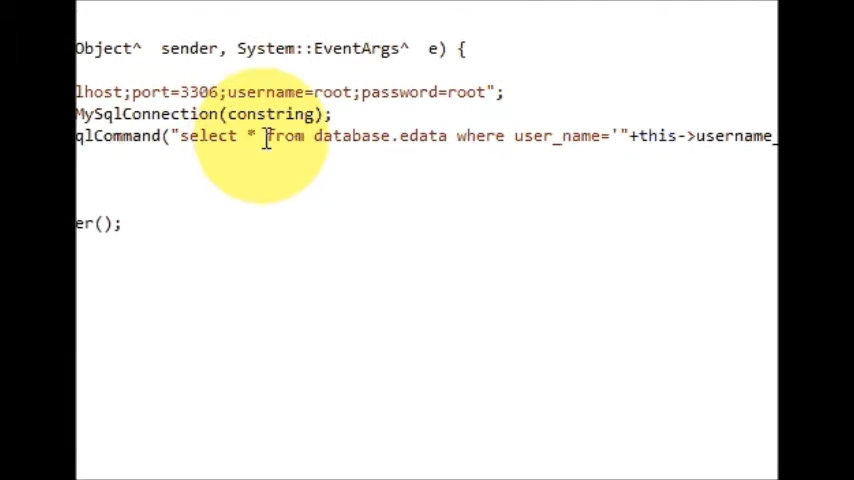 Object^  sender, System::EventArgs^  e) {
lhost;port=3306;username=root;password=root";
MySqlConnection(constring);
qlCommand("select * from database.edata where user_name='"+this->username_
er();